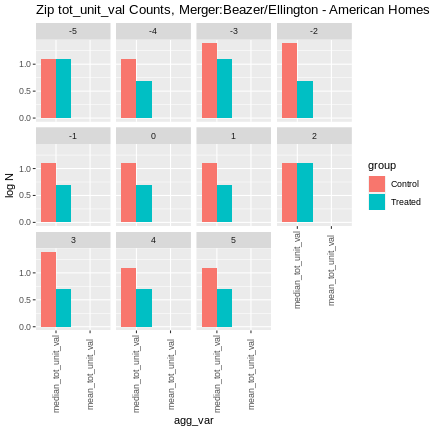 Zip tot_unit_val Counts, Merger:Beazer/Ellington - American Homes
-5
-4
-3
-2
1.0
0.5
0.0
-1
0
1
2
1.0
0.5
0.0
3
4
5
1.0
0.5
0.0
log N
median_tot_unit_val
mean_tot_unit_val
median_tot_unit_val
mean_tot_unit_val
median_tot_unit_val
mean_tot_unit_val
median_tot_unit_val
mean_tot_unit_val
agg_var
group
Control
Treated